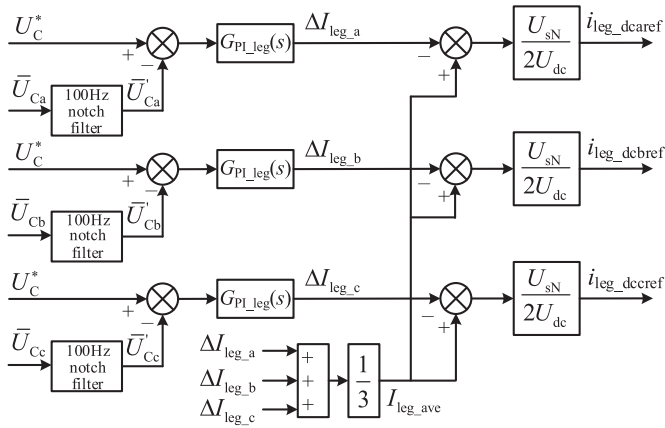 U*C + − GPI_leg(s) ΔIleg_a − + UsN / 2Udc ileg_dcaref
ŪCa 100Hz notch filter Ū'Ca
U*C + − GPI_leg(s) ΔIleg_b − + UsN / 2Udc ileg_dcbref
ŪCb 100Hz notch filter Ū'Cb
U*C + − GPI_leg(s) ΔIleg_c − + UsN / 2Udc ileg_dccref
ŪCc 100Hz notch filter Ū'Cc
ΔIleg_a +
ΔIleg_b + 1/3 Ileg_ave
ΔIleg_c +